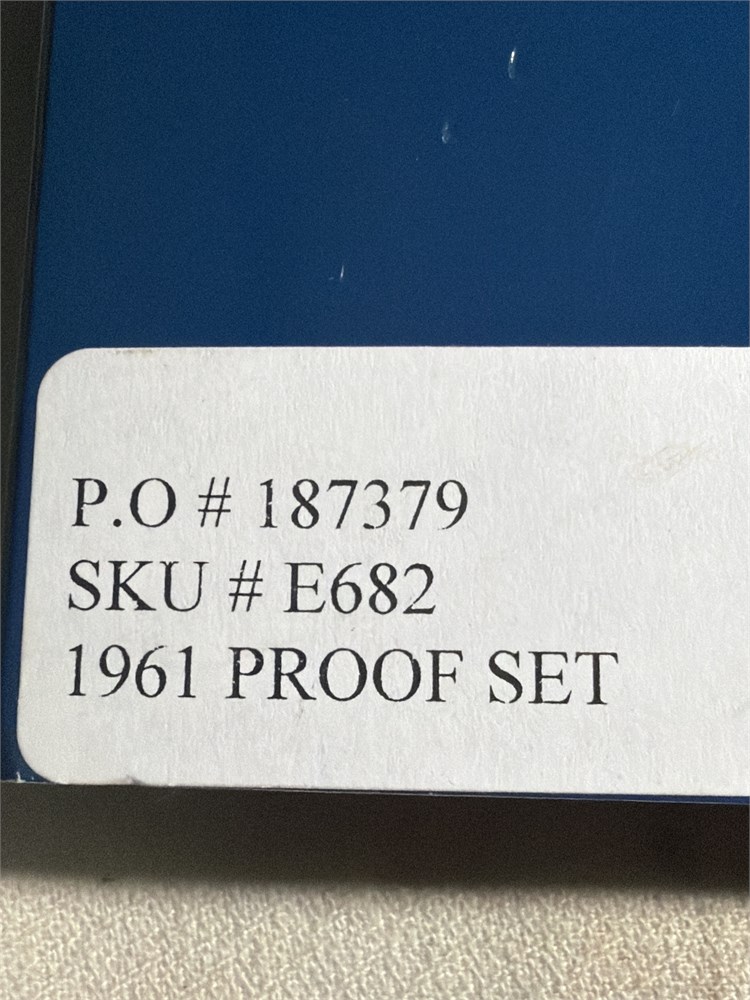 P.O # 187379
SKU # E682
1961 PROOF SET